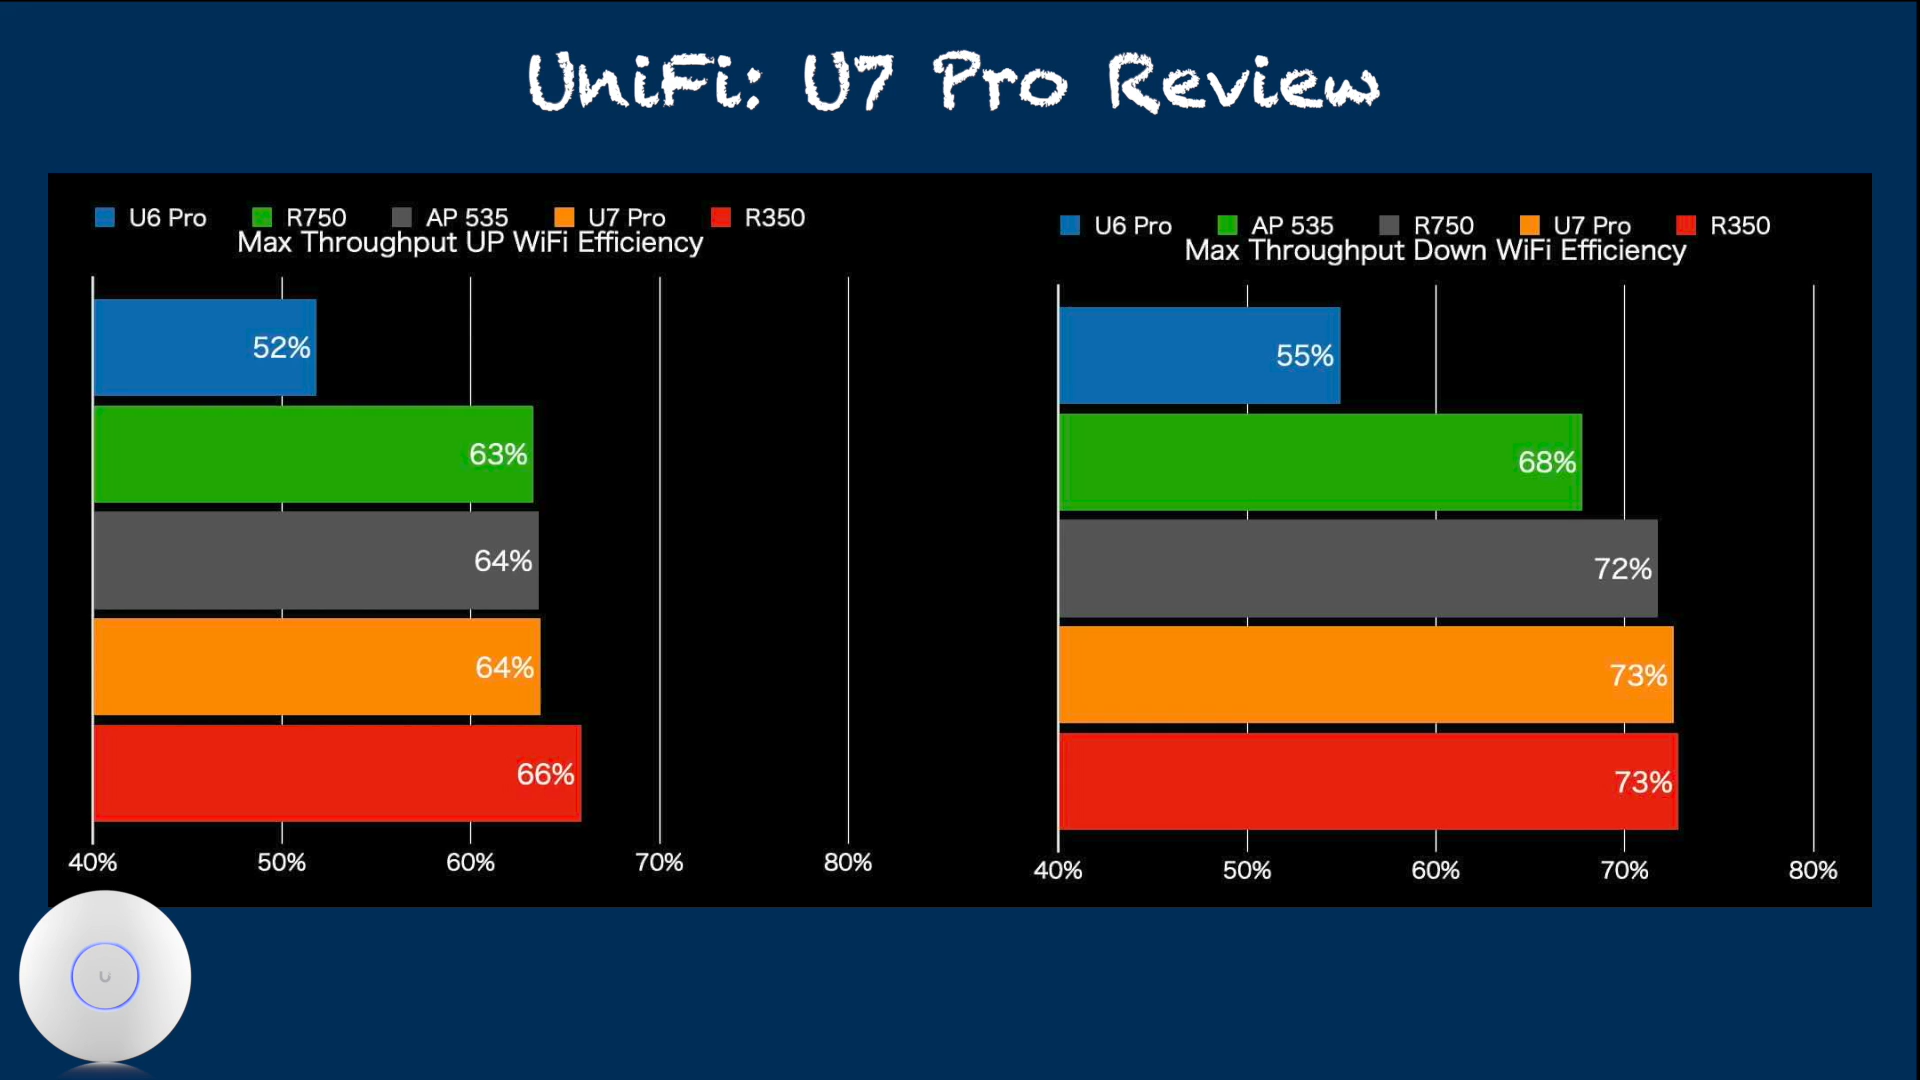 UniFi: U7 Pro Review
U6 Pro R750 AP 535 U7 Pro R350
Max Throughput UP WiFi Efficiency
52%
63%
64%
64%
66%
40% 50% 60% 70% 80%
U6 Pro AP 535 R750 U7 Pro R350
Max Throughput Down WiFi Efficiency
55%
68%
72%
73%
73%
40% 50% 60% 70% 80%
U